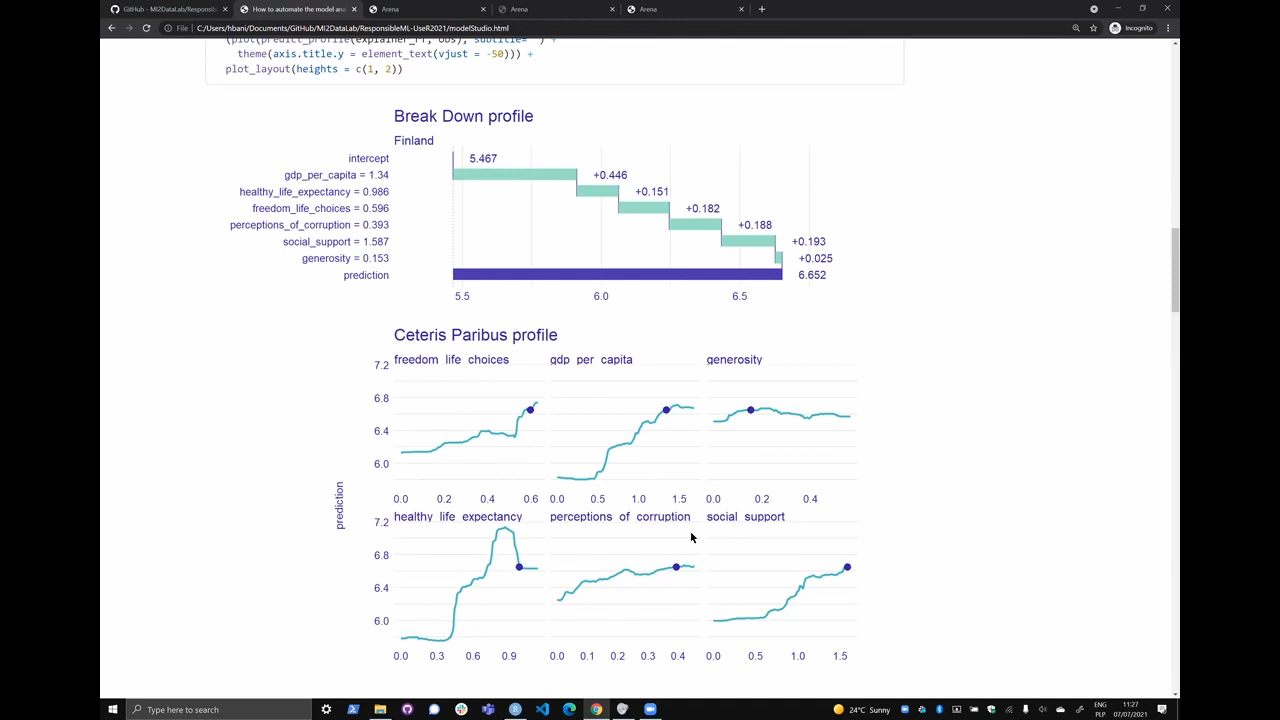 GitHub - MI2DataLab/Responsible
How to automate the model ana
Arena
Arena
Arena
File
C:/Users/hbani/Documents/GitHub/MI2DataLab/ResponsibleML-UseR2021/modelStudio.html
Incognito
(plot(predict_profile(explainer_rf, obs), subtitle="") +
theme(axis.title.y = element_text(vjust = -50))) +
plot_layout(heights = c(1, 2))
Break Down profile
Finland
intercept 5.467
gdp_per_capita = 1.34 +0.446
healthy_life_expectancy = 0.986 +0.151
freedom_life_choices = 0.596 +0.182
perceptions_of_corruption = 0.393 +0.188
social_support = 1.587 +0.193
generosity = 0.153 +0.025
prediction 6.652
5.5 6.0 6.5
Ceteris Paribus profile
freedom life choices gdp per capita generosity
7.2
6.8
6.4
6.0
0.0 0.2 0.4 0.6 0.0 0.5 1.0 1.5 0.0 0.2 0.4
prediction
healthy life expectancy perceptions of corruption social support
7.2
6.8
6.4
6.0
0.0 0.3 0.6 0.9 0.0 0.1 0.2 0.3 0.4 0.0 0.5 1.0 1.5
Type here to search
24°C Sunny
ENG
PLP
11:27
07/07/2021